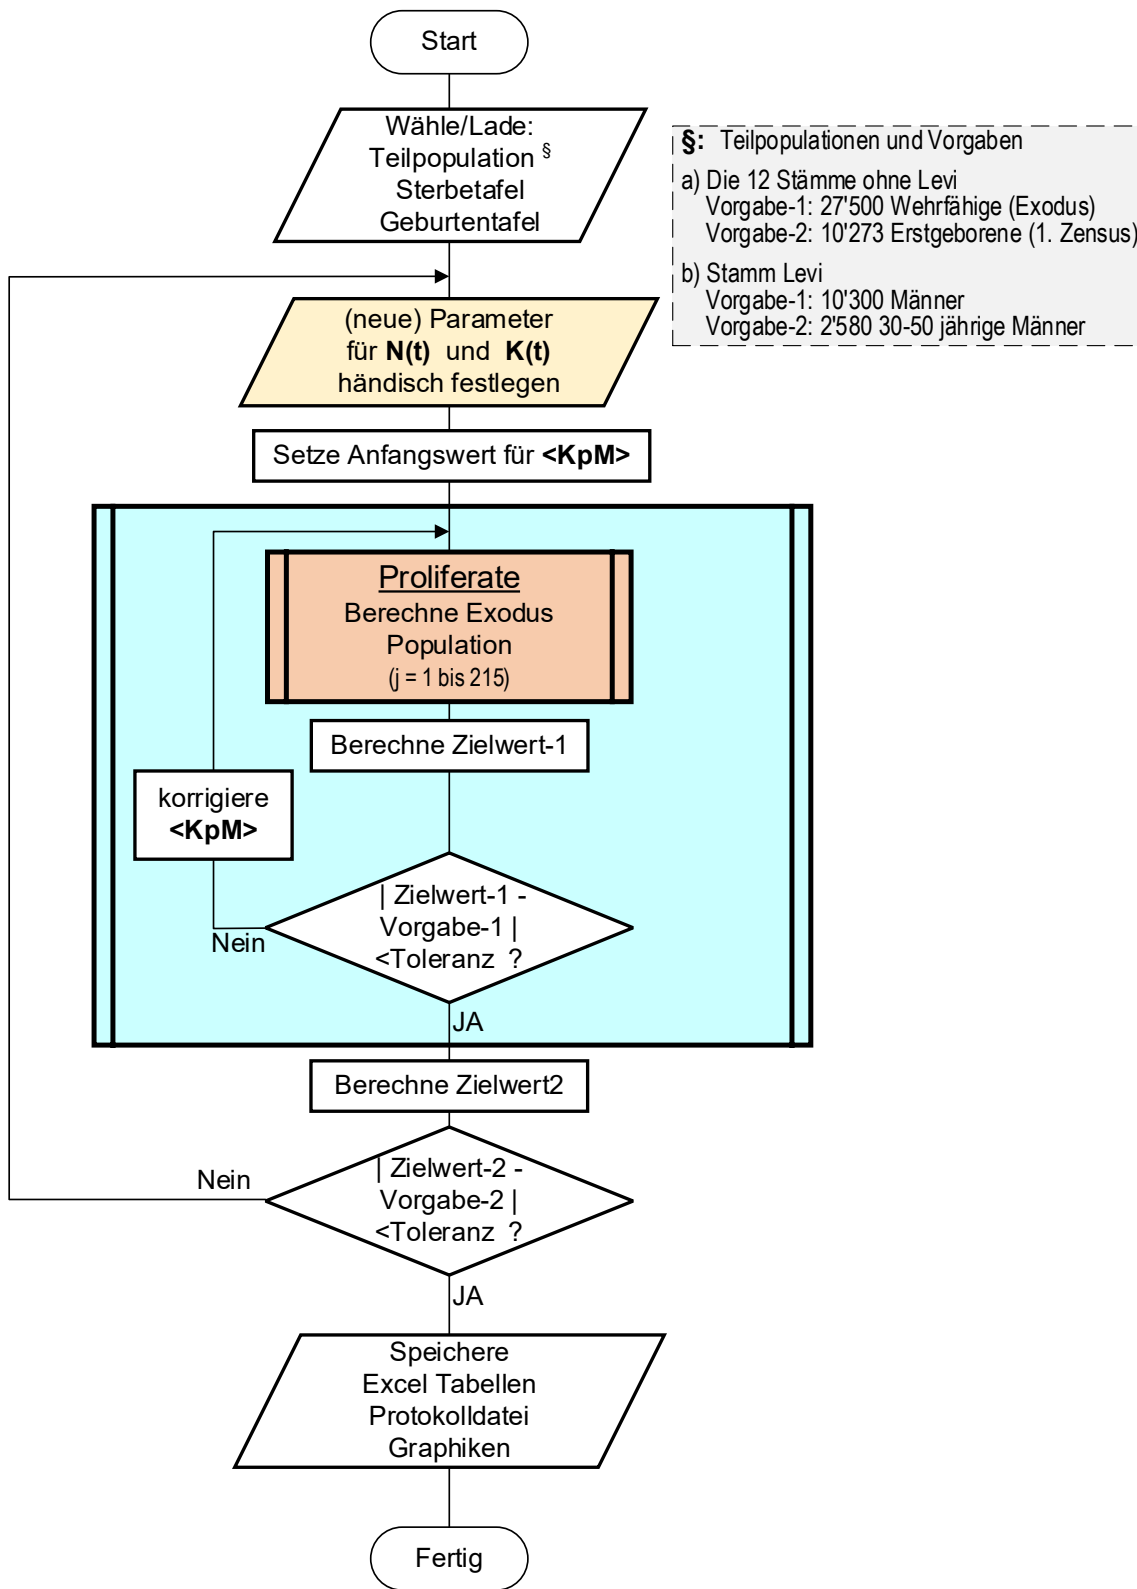 Start
Wähle/Lade:
Teilpopulation §
Sterbetafel
Geburtentafel
§: Teilpopulationen und Vorgaben
a) Die 12 Stämme ohne Levi
Vorgabe-1: 27'500 Wehrfähige (Exodus)
Vorgabe-2: 10'273 Erstgeborene (1. Zensus)
b) Stamm Levi
Vorgabe-1: 10'300 Männer
Vorgabe-2: 2'580 30-50 jährige Männer
(neue) Parameter
für N(t) und K(t)
händisch festlegen
Setze Anfangswert für <KpM>
Proliferate
Berechne Exodus
Population
(j = 1 bis 215)
Berechne Zielwert-1
korrigiere
<KpM>
| Zielwert-1 -
Vorgabe-1 |
<Toleranz ?
Nein
JA
Berechne Zielwert2
| Zielwert-2 -
Vorgabe-2 |
<Toleranz ?
Nein
JA
Speichere
Excel Tabellen
Protokolldatei
Graphiken
Fertig